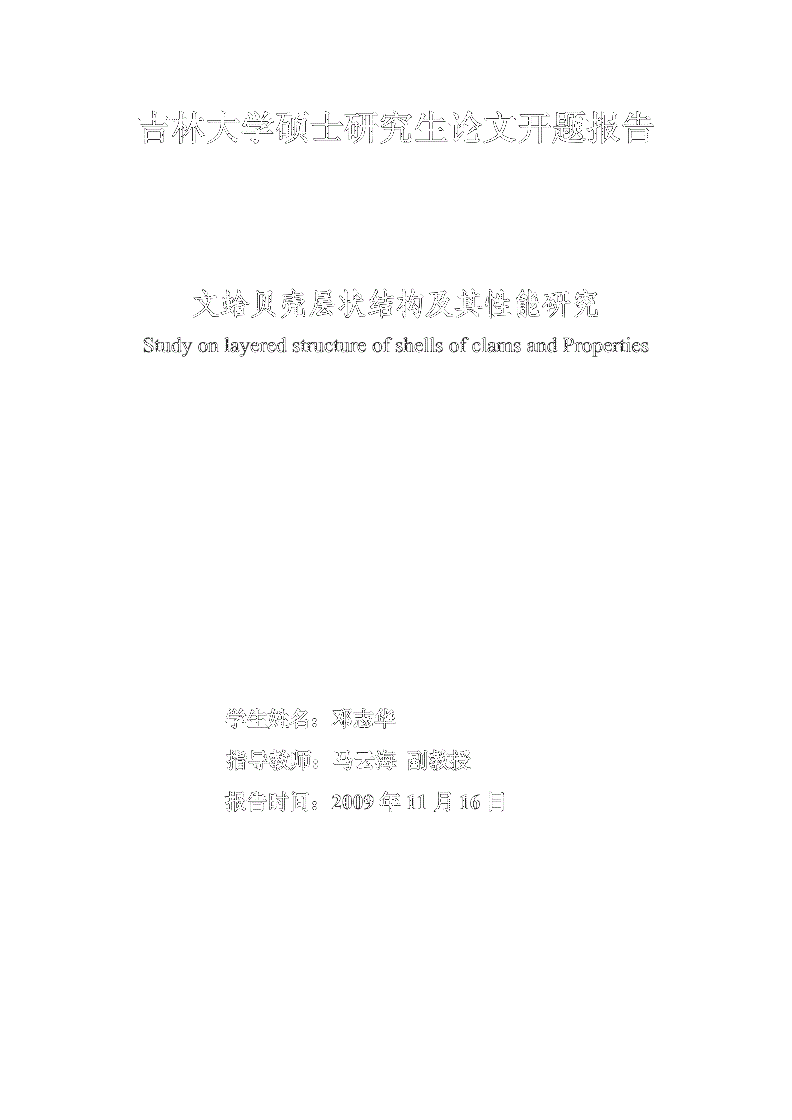 吉林大学硕士研究生论文开题报告
文蛤贝壳层状结构及其性能研究
Study on layered structure of shells of clams and Properties
学生姓名：邓志华
指导教师：马云海 副教授
报告时间：2009 年 11 月 16 日